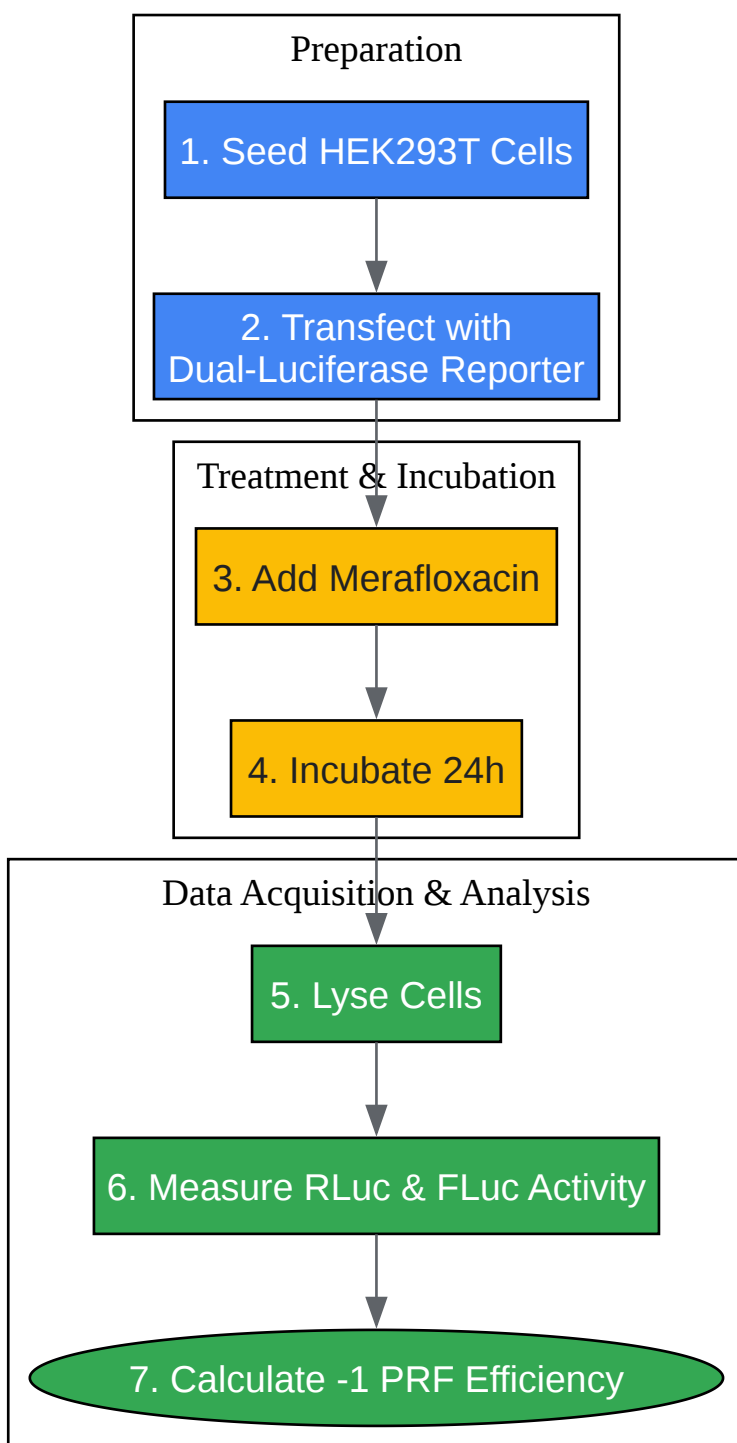 Preparation
1. Seed HEK293T Cells
2. Transfect with
Dual-Luciferase Reporter
Treatment & Incubation
3. Add Merafloxacin
4. Incubate 24h
Data Acquisition & Analysis
5. Lyse Cells
6. Measure RLuc & FLuc Activity
7. Calculate -1 PRF Efficiency